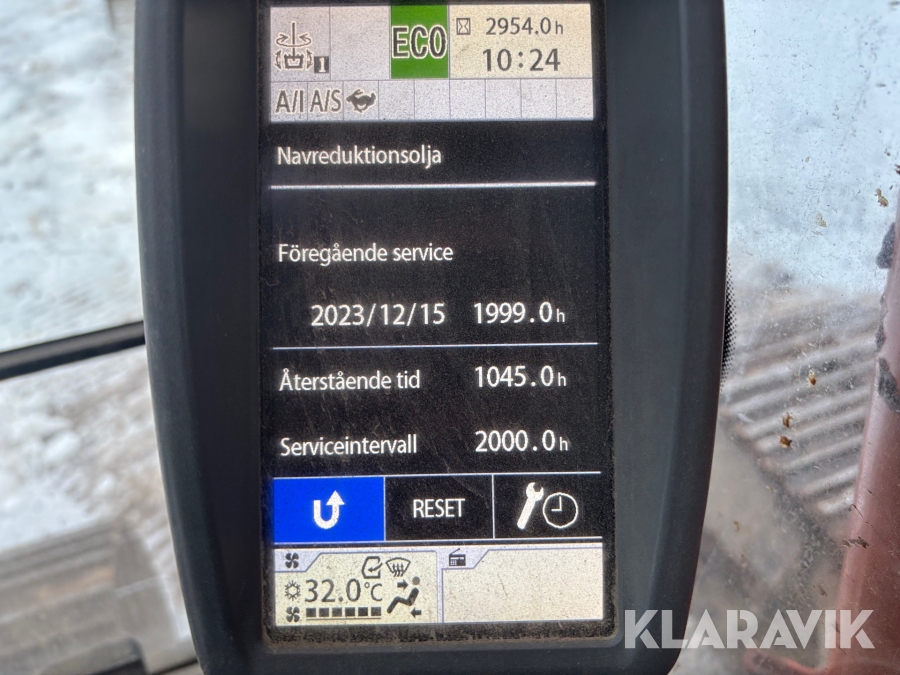 ECO 2954.0h
1 10:24
A/I A/S
Navreduktionsolja
Föregående service
2023/12/15 1999.0h
Återstående tid 1045.0h
Serviceintervall 2000.0h
RESET
32.0°C
KLARAVIK